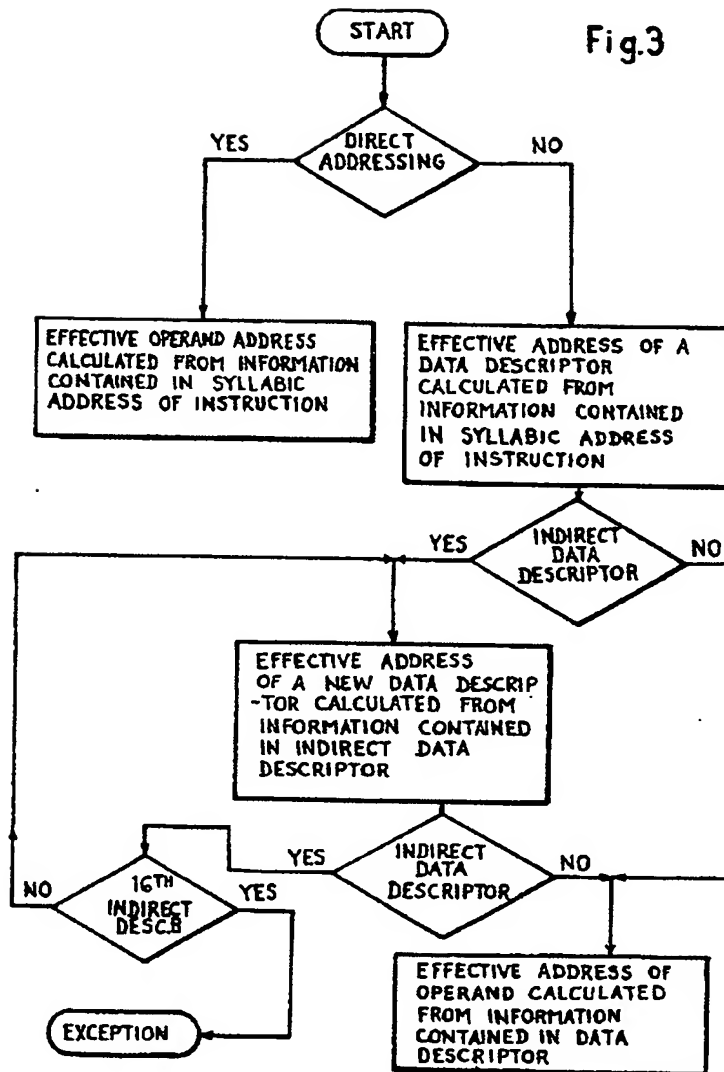 START
Fig.3
YES
DIRECT
ADDRESSING
NO
EFFECTIVE OPERAND ADDRESS
CALCULATED FROM INFORMATION
CONTAINED IN SYLLABIC
ADDRESS OF INSTRUCTION
EFFECTIVE ADDRESS OF A
DATA DESCRIPTOR
CALCULATED FROM
INFORMATION CONTAINED
IN SYLLABIC ADDRESS
OF INSTRUCTION
YES
INDIRECT
DATA
DESCRIPTOR
NO
EFFECTIVE ADDRESS
OF A NEW DATA DESCRIP
-TOR CALCULATED FROM
INFORMATION CONTAINED
IN INDIRECT DATA
DESCRIPTOR
YES
INDIRECT
DATA
DESCRIPTOR
NO
NO
16TH
INDIRECT
DESC.B
YES
EXCEPTION
EFFECTIVE ADDRESS OF
OPERAND CALCULATED
FROM INFORMATION
CONTAINED IN DATA
DESCRIPTOR